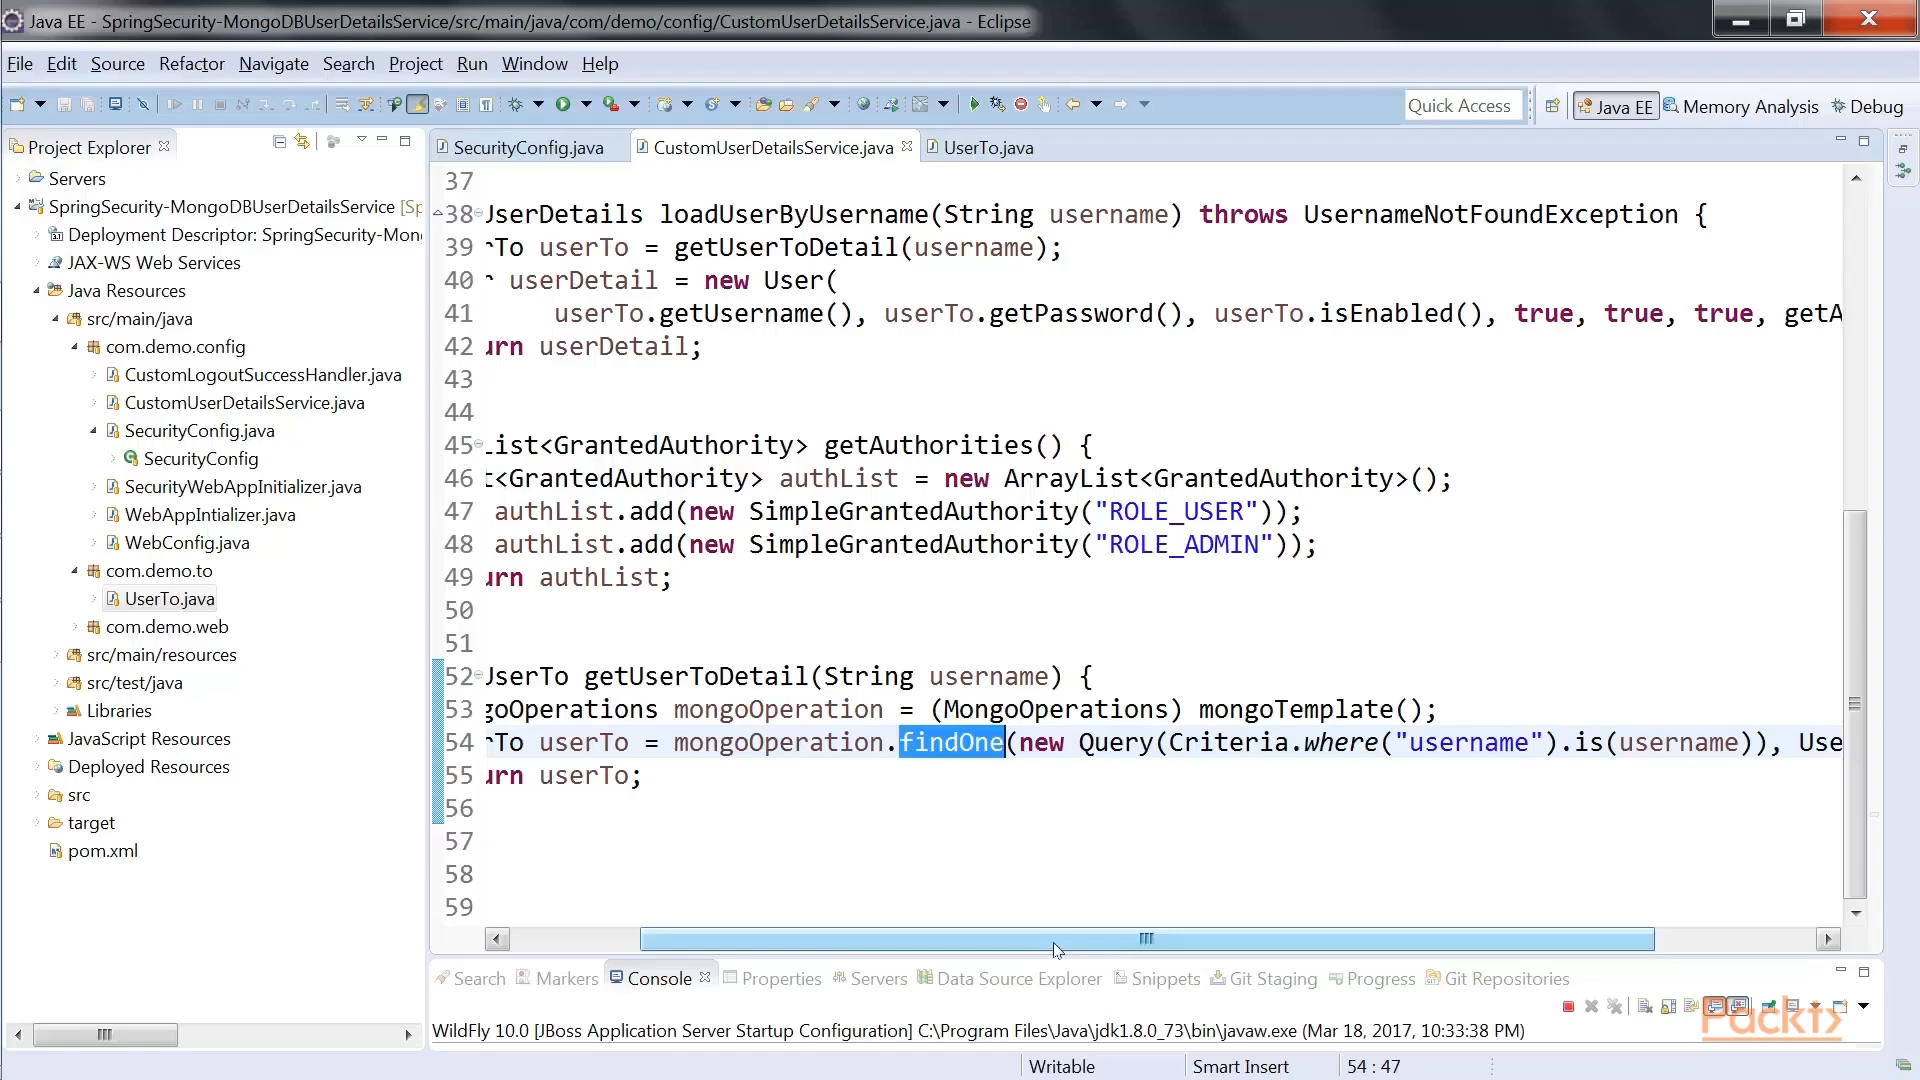 Java EE - SpringSecurity-MongoDBUserDetailsService/src/main/java/com/demo/config/CustomUserDetailsService.java - Eclipse
File Edit Source Refactor Navigate Search Project Run Window Help
Quick Access Java EE Memory Analysis Debug
Project Explorer
SecurityConfig.java CustomUserDetailsService.java UserTo.java
Servers
SpringSecurity-MongoDBUserDetailsService [Sp
Deployment Descriptor: SpringSecurity-Mon
JAX-WS Web Services
Java Resources
src/main/java
com.demo.config
CustomLogoutSuccessHandler.java
CustomUserDetailsService.java
SecurityConfig.java
SecurityConfig
SecurityWebAppInitializer.java
WebAppIntializer.java
WebConfig.java
com.demo.to
UserTo.java
com.demo.web
src/main/resources
src/test/java
Libraries
JavaScript Resources
Deployed Resources
src
target
pom.xml
37
38 UserDetails loadUserByUsername(String username) throws UsernameNotFoundException {
39 rTo userTo = getUserToDetail(username);
40 r userDetail = new User(
41 userTo.getUsername(), userTo.getPassword(), userTo.isEnabled(), true, true, true, getA
42 urn userDetail;
43
44
45 List<GrantedAuthority> getAuthorities() {
46 t<GrantedAuthority> authList = new ArrayList<GrantedAuthority>();
47 authList.add(new SimpleGrantedAuthority("ROLE_USER"));
48 authList.add(new SimpleGrantedAuthority("ROLE_ADMIN"));
49 urn authList;
50
51
52 UserTo getUserToDetail(String username) {
53 goOperations mongoOperation = (MongoOperations) mongoTemplate();
54 rTo userTo = mongoOperation.findOne(new Query(Criteria.where("username").is(username)), Use
55 urn userTo;
56
57
58
59
Search Markers Console Properties Servers Data Source Explorer Snippets Git Staging Progress Git Repositories
WildFly 10.0 [JBoss Application Server Startup Configuration] C:\Program Files\Java\jdk1.8.0_73\bin\javaw.exe (Mar 18, 2017, 10:33:38 PM)
Packt>
Writable Smart Insert 54 : 47